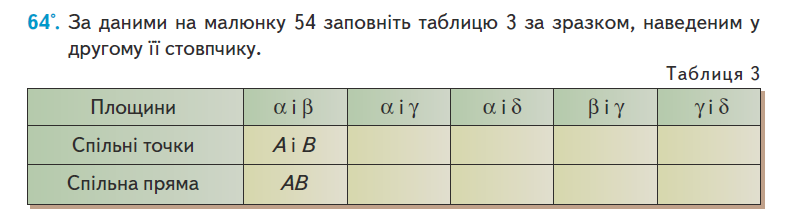 64°. За даними на малюнку 54 заповніть таблицю 3 за зразком, наведеним у
другому її стовпчику.
Таблиця 3
Площини α і β α і γ α і δ β і γ γ і δ
Спільні точки A і B
Спільна пряма AB